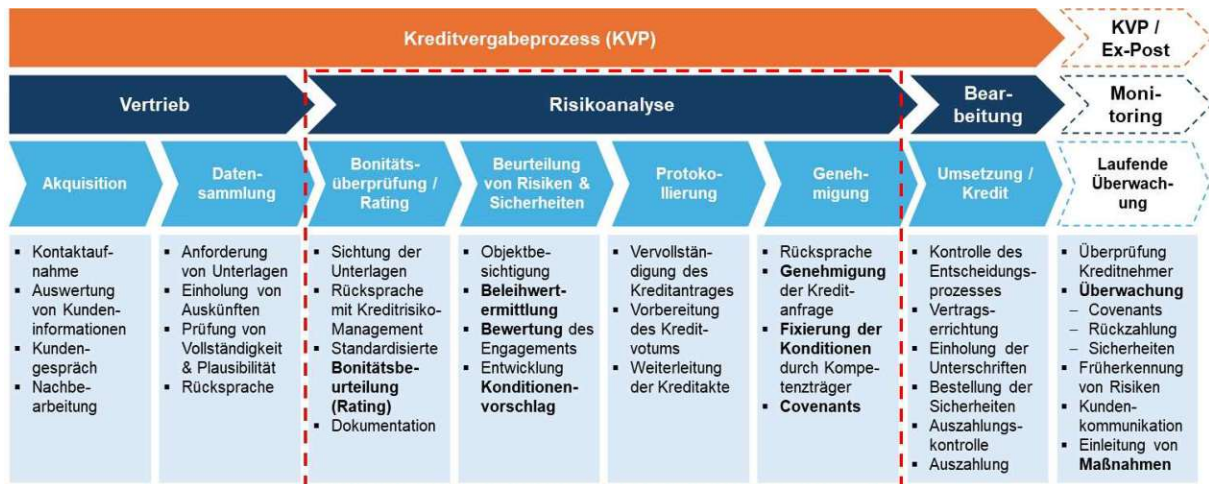 Kreditvergabeprozess (KVP)
KVP /
Ex-Post
Vertrieb
Risikoanalyse
Bear-
beitung
Moni-
toring
Akquisition
Daten-
sammlung
Bonitäts-
überprüfung /
Rating
Beurteilung
von Risiken &
Sicherheiten
Protoko-
llierung
Geneh-
migung
Umsetzung /
Kredit
Laufende
Überwach-
ung
▪ Kontaktauf-
nahme
▪ Auswertung
von Kunden-
informationen
▪ Kunden-
gespräch
▪ Nachbe-
arbeitung
▪ Anforderung
von Unterlagen
▪ Einholung von
Auskünften
▪ Prüfung von
Vollständigkeit
& Plausibilität
▪ Rücksprache
▪ Sichtung der
Unterlagen
▪ Rücksprache
mit Kreditrisiko-
Management
▪ Standardisierte
Bonitätsbe-
urteilung
(Rating)
▪ Dokumentation
▪ Objektbe-
sichtigung
▪ Beleihwert-
ermittlung
▪ Bewertung des
Engagements
▪ Entwicklung
Konditionen-
vorschlag
▪ Vervollstän-
digung des
Kreditantrages
▪ Vorbereitung
des Kredit-
votums
▪ Weiterleitung
der Kreditakte
▪ Rücksprache
▪ Genehmigung
der Kredit-
anfrage
▪ Fixierung der
Konditionen
durch Kompe-
tenzträger
▪ Covenants
▪ Kontrolle des
Entscheidungs-
prozesses
▪ Vertrags-
errichtung
▪ Einholung der
Unterschriften
▪ Bestellung der
Sicherheiten
▪ Auszahlungs-
kontrolle
▪ Auszahlung
▪ Überprüfung
Kreditnehmer
▪ Überwachung
– Covenants
– Rückzahlung
– Sicherheiten
▪ Früherkennung
von Risiken
▪ Kunden-
kommunikation
▪ Einleitung von
Maßnahmen